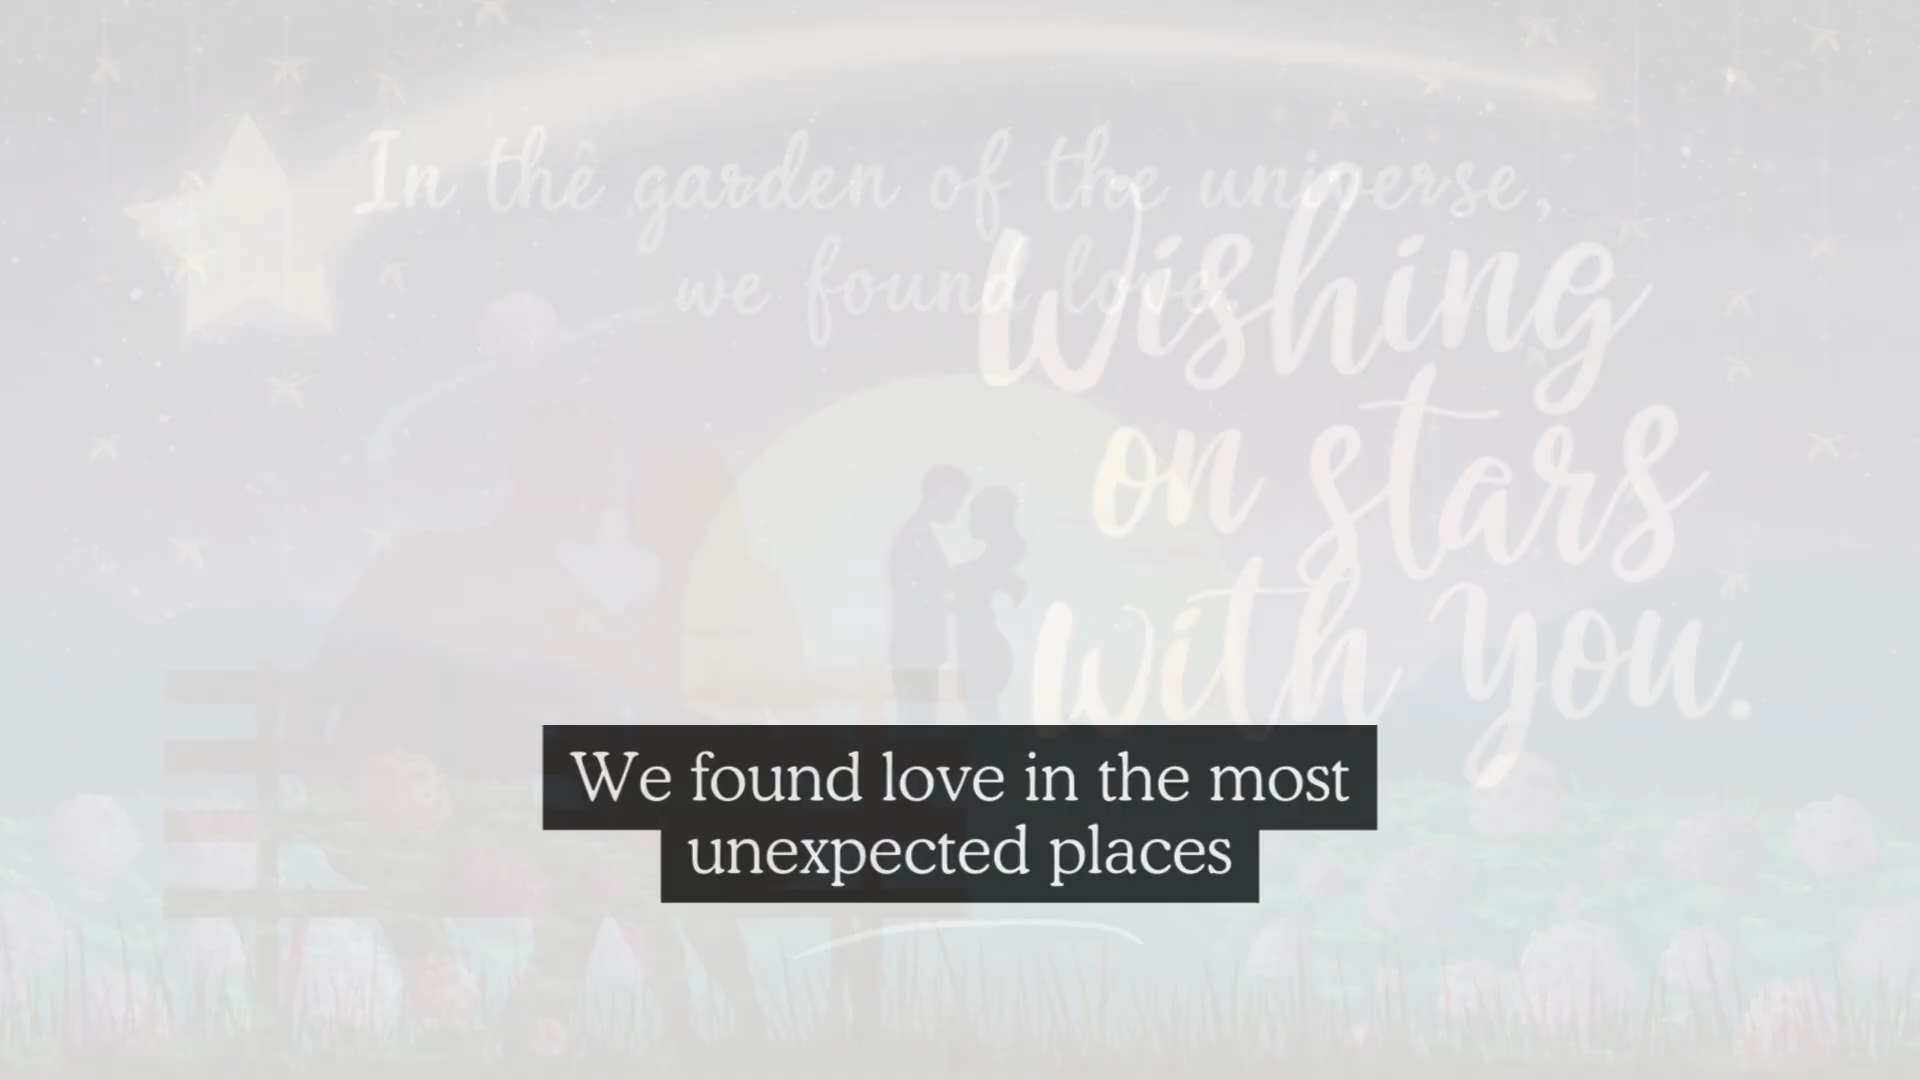 In the garden of the universe,
we found love.
Wishing
on stars
with you.
We found love in the most
unexpected places